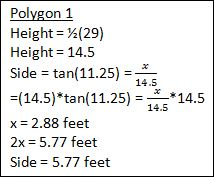 Polygon 1
Height = ½(29)
Height = 14.5
Side = tan(11.25) = x/14.5
=(14.5)*tan(11.25) = x/14.5*14.5
x = 2.88 feet
2x = 5.77 feet
Side = 5.77 feet